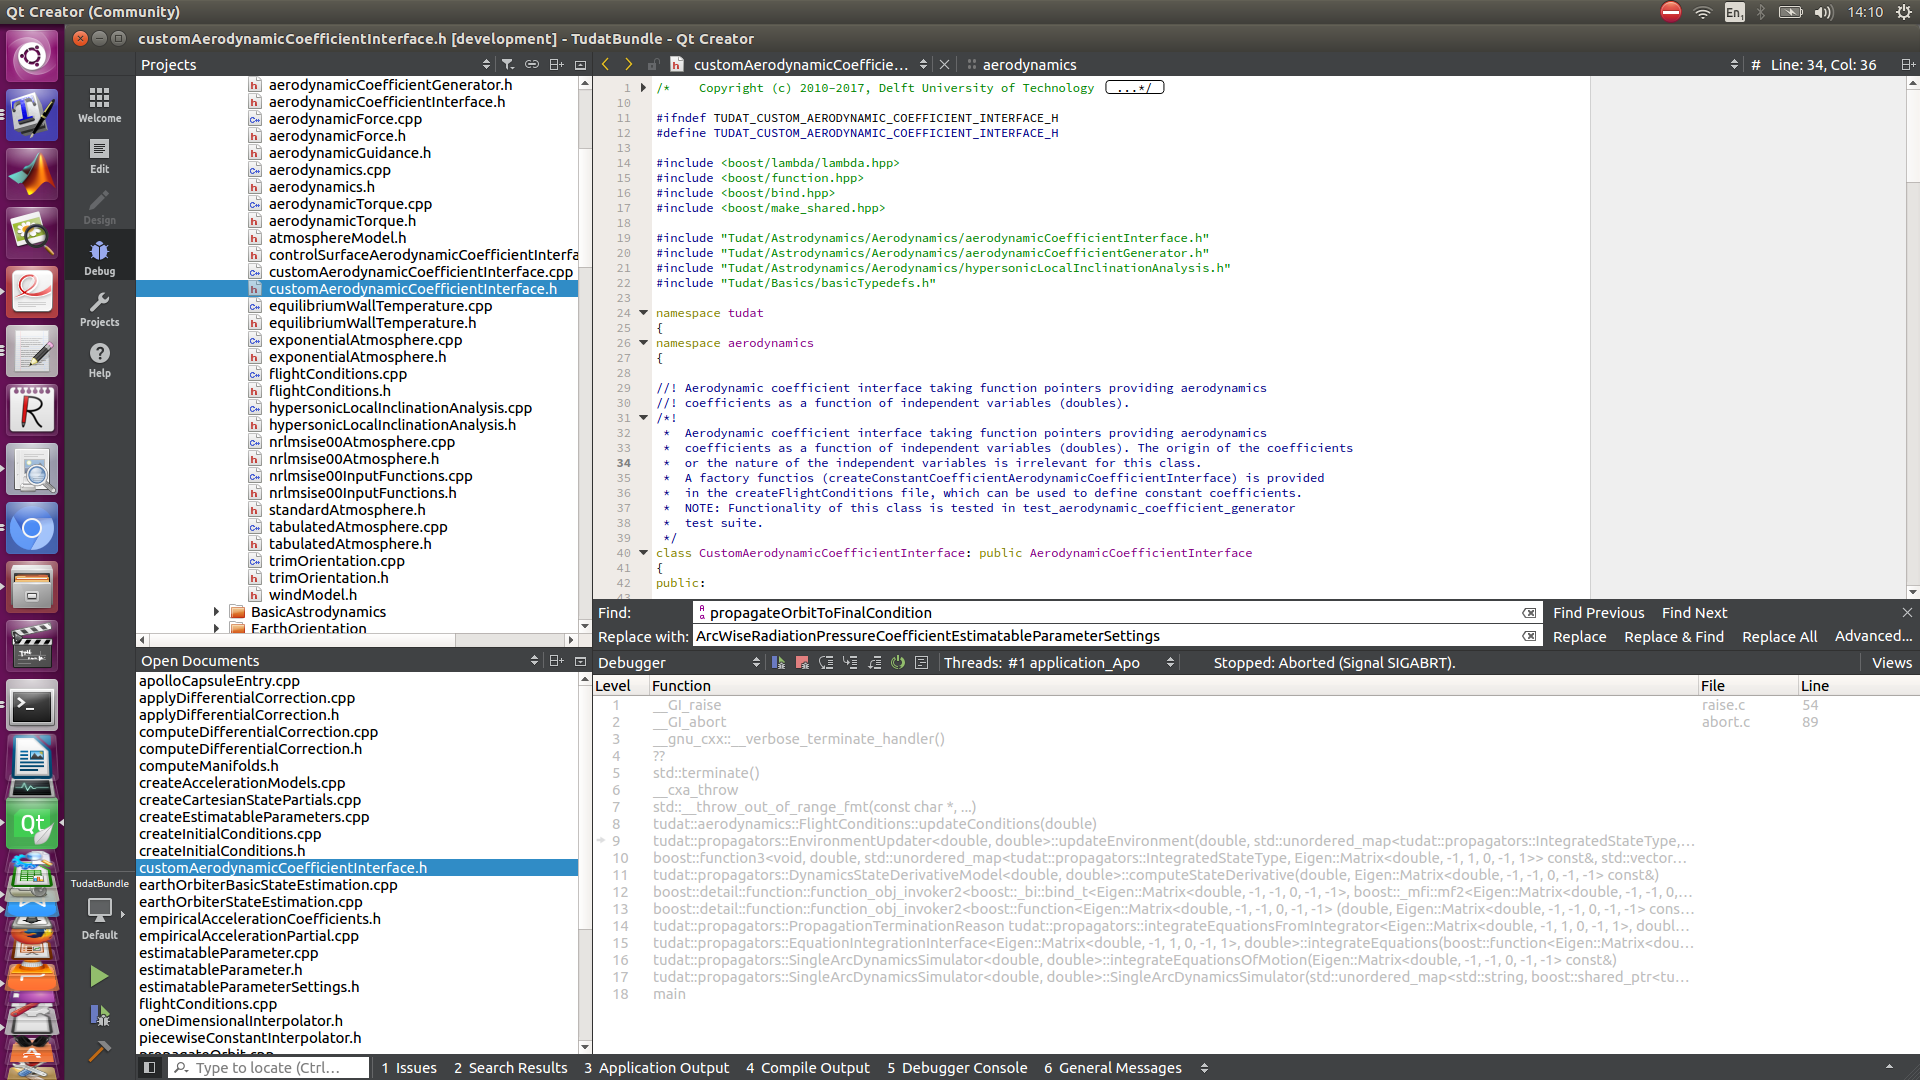 Qt Creator (Community)
En₁
14:10
customAerodynamicCoefficientInterface.h [development] - TudatBundle - Qt Creator
Projects
customAerodynamicCoefficie...
aerodynamics
# Line: 34, Col: 36
Welcome
Edit
Design
Debug
Projects
Help
aerodynamicCoefficientGenerator.h
aerodynamicCoefficientInterface.h
aerodynamicForce.cpp
aerodynamicForce.h
aerodynamicGuidance.h
aerodynamics.cpp
aerodynamics.h
aerodynamicTorque.cpp
aerodynamicTorque.h
atmosphereModel.h
controlSurfaceAerodynamicCoefficientInterfa
customAerodynamicCoefficientInterface.cpp
customAerodynamicCoefficientInterface.h
equilibriumWallTemperature.cpp
equilibriumWallTemperature.h
exponentialAtmosphere.cpp
exponentialAtmosphere.h
flightConditions.cpp
flightConditions.h
hypersonicLocalInclinationAnalysis.cpp
hypersonicLocalInclinationAnalysis.h
nrlmsise00Atmosphere.cpp
nrlmsise00Atmosphere.h
nrlmsise00InputFunctions.cpp
nrlmsise00InputFunctions.h
standardAtmosphere.h
tabulatedAtmosphere.cpp
tabulatedAtmosphere.h
trimOrientation.cpp
trimOrientation.h
windModel.h
BasicAstrodynamics
EarthOrientation
1 /* Copyright (c) 2010-2017, Delft University of Technology ...*/
10
11 #ifndef TUDAT_CUSTOM_AERODYNAMIC_COEFFICIENT_INTERFACE_H
12 #define TUDAT_CUSTOM_AERODYNAMIC_COEFFICIENT_INTERFACE_H
13
14 #include <boost/lambda/lambda.hpp>
15 #include <boost/function.hpp>
16 #include <boost/bind.hpp>
17 #include <boost/make_shared.hpp>
18
19 #include "Tudat/Astrodynamics/Aerodynamics/aerodynamicCoefficientInterface.h"
20 #include "Tudat/Astrodynamics/Aerodynamics/aerodynamicCoefficientGenerator.h"
21 #include "Tudat/Astrodynamics/Aerodynamics/hypersonicLocalInclinationAnalysis.h"
22 #include "Tudat/Basics/basicTypedefs.h"
23
24 namespace tudat
25 {
26 namespace aerodynamics
27 {
28
29 //! Aerodynamic coefficient interface taking function pointers providing aerodynamics
30 //! coefficients as a function of independent variables (doubles).
31 /*!
32 * Aerodynamic coefficient interface taking function pointers providing aerodynamics
33 * coefficients as a function of independent variables (doubles). The origin of the coefficients
34 * or the nature of the independent variables is irrelevant for this class.
35 * A factory functios (createConstantCoefficientAerodynamicCoefficientInterface) is provided
36 * in the createFlightConditions file, which can be used to define constant coefficients.
37 * NOTE: Functionality of this class is tested in test_aerodynamic_coefficient_generator
38 * test suite.
39 */
40 class CustomAerodynamicCoefficientInterface: public AerodynamicCoefficientInterface
41 {
42 public:
43
Find: propagateOrbitToFinalCondition Find Previous Find Next
Replace with: ArcWiseRadiationPressureCoefficientEstimatableParameterSettings Replace Replace & Find Replace All Advanced...
Debugger Threads: #1 application_Apo Stopped: Aborted (Signal SIGABRT). Views
Level Function File Line
1 __GI_raise raise.c 54
2 __GI_abort abort.c 89
3 __gnu_cxx::__verbose_terminate_handler()
4 ??
5 std::terminate()
6 __cxa_throw
7 std::__throw_out_of_range_fmt(const char *, ...)
8 tudat::aerodynamics::FlightConditions::updateConditions(double)
9 tudat::propagators::EnvironmentUpdater<double, double>::updateEnvironment(double, std::unordered_map<tudat::propagators::IntegratedStateType,...
10 boost::function3<void, double, std::unordered_map<tudat::propagators::IntegratedStateType, Eigen::Matrix<double, -1, 1, 0, -1, 1>> const&, std::vector...
11 tudat::propagators::DynamicsStateDerivativeModel<double, double>::computeStateDerivative(double, Eigen::Matrix<double, -1, -1, 0, -1, -1> const&)
12 boost::detail::function::function_obj_invoker2<boost::_bi::bind_t<Eigen::Matrix<double, -1, -1, 0, -1, -1>, boost::_mfi::mf2<Eigen::Matrix<double, -1, -1, 0,...
13 boost::detail::function::function_obj_invoker2<boost::function<Eigen::Matrix<double, -1, -1, 0, -1, -1> (double, Eigen::Matrix<double, -1, -1, 0, -1, -1> cons...
14 tudat::propagators::PropagationTerminationReason tudat::propagators::integrateEquationsFromIntegrator<Eigen::Matrix<double, -1, 1, 0, -1, 1>, doubl...
15 tudat::propagators::EquationIntegrationInterface<Eigen::Matrix<double, -1, 1, 0, -1, 1>, double>::integrateEquations(boost::function<Eigen::Matrix<dou...
16 tudat::propagators::SingleArcDynamicsSimulator<double, double>::integrateEquationsOfMotion(Eigen::Matrix<double, -1, -1, 0, -1, -1> const&)
17 tudat::propagators::SingleArcDynamicsSimulator<double, double>::SingleArcDynamicsSimulator(std::unordered_map<std::string, boost::shared_ptr<tu...
18 main
Open Documents
apolloCapsuleEntry.cpp
applyDifferentialCorrection.cpp
applyDifferentialCorrection.h
computeDifferentialCorrection.cpp
computeDifferentialCorrection.h
computeManifolds.h
createAccelerationModels.cpp
createCartesianStatePartials.cpp
createEstimatableParameters.cpp
createInitialConditions.cpp
createInitialConditions.h
customAerodynamicCoefficientInterface.h
earthOrbiterBasicStateEstimation.cpp
earthOrbiterStateEstimation.cpp
empiricalAccelerationCoefficients.h
empiricalAccelerationPartial.cpp
estimatableParameter.cpp
estimatableParameter.h
estimatableParameterSettings.h
flightConditions.cpp
oneDimensionalInterpolator.h
piecewiseConstantInterpolator.h
propagateOrbit.cpp
TudatBundle
Default
Qt
Type to locate (Ctrl... 1 Issues 2 Search Results 3 Application Output 4 Compile Output 5 Debugger Console 6 General Messages